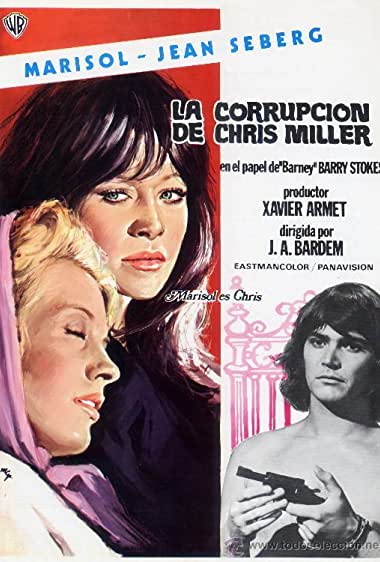 WB
MARISOL - JEAN SEBERG
LA CORRUPCION
DE CHRIS MILLER
en el papel de "Barney" BARRY STOKES
productor
XAVIER ARMET
dirigida por
J. A. BARDEM
EASTMANCOLOR / PANAVISION
Marisol es Chris
www.todocoleccion.net